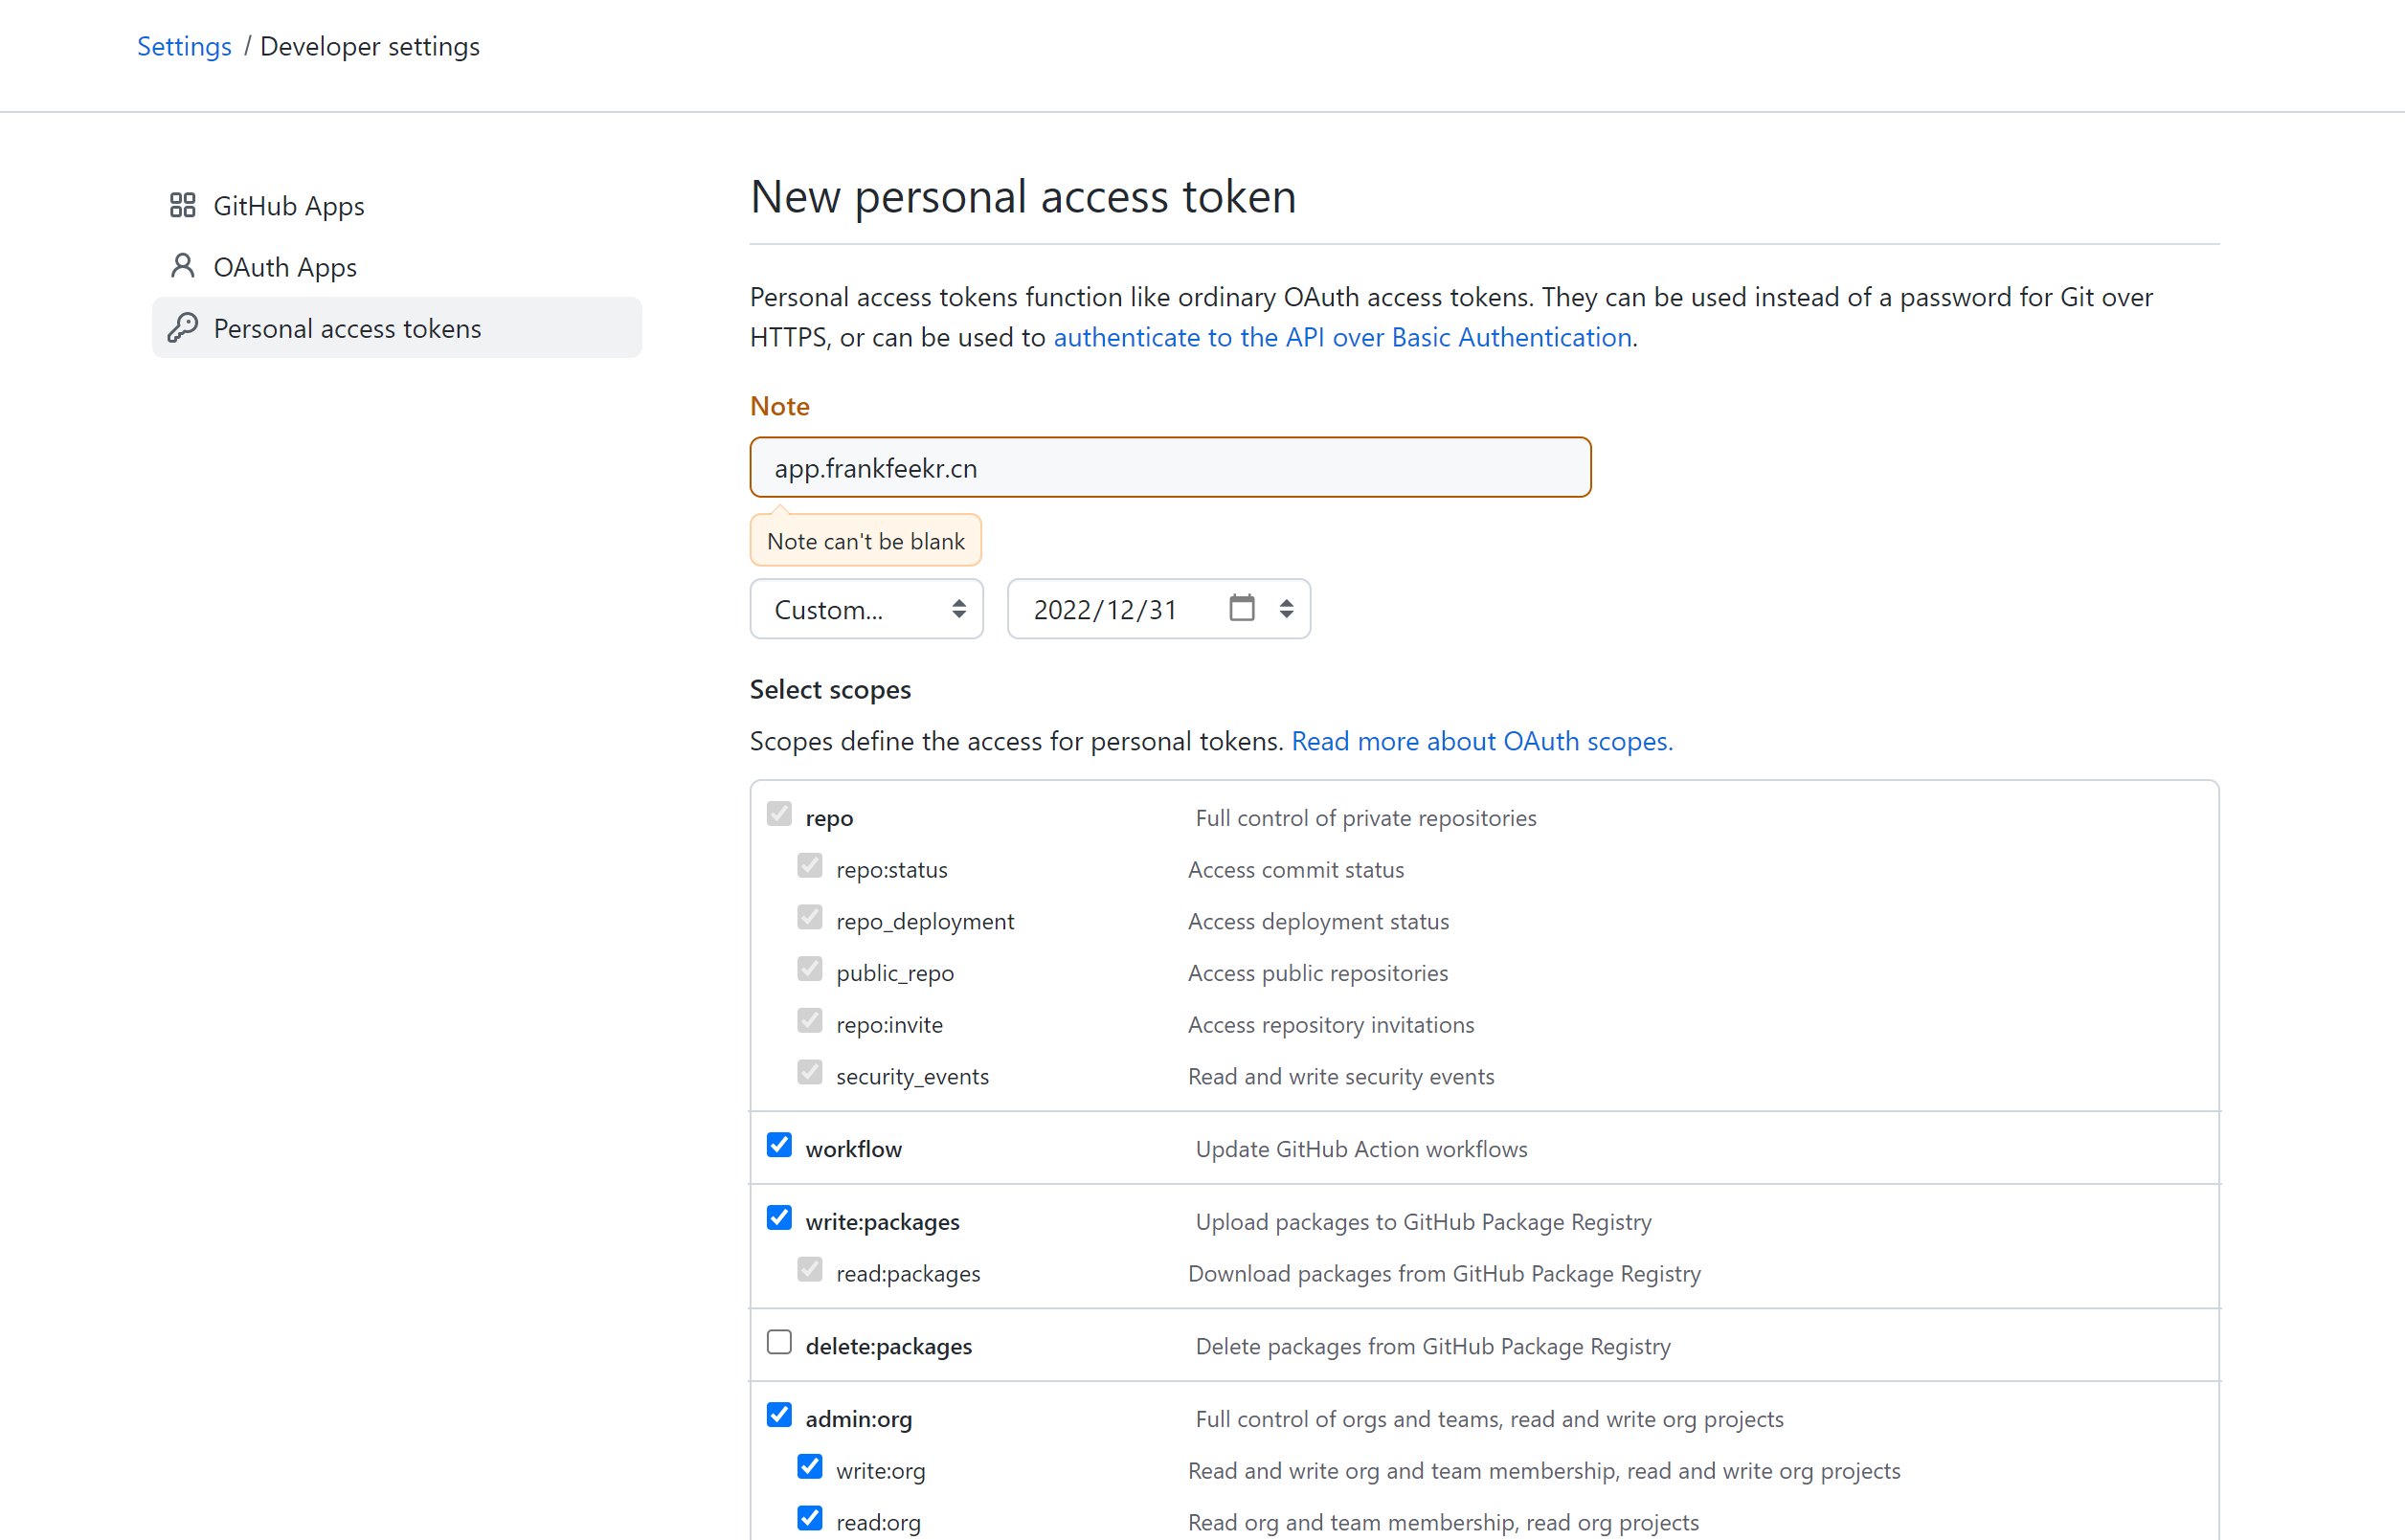 Settings / Developer settings
GitHub Apps
OAuth Apps
Personal access tokens
New personal access token
Personal access tokens function like ordinary OAuth access tokens. They can be used instead of a password for Git over
HTTPS, or can be used to authenticate to the API over Basic Authentication.
Note
app.frankfeekr.cn
Note can't be blank
Custom... 2022/12/31
Select scopes
Scopes define the access for personal tokens. Read more about OAuth scopes.
repo Full control of private repositories
repo:status Access commit status
repo_deployment Access deployment status
public_repo Access public repositories
repo:invite Access repository invitations
security_events Read and write security events
workflow Update GitHub Action workflows
write:packages Upload packages to GitHub Package Registry
read:packages Download packages from GitHub Package Registry
delete:packages Delete packages from GitHub Package Registry
admin:org Full control of orgs and teams, read and write org projects
write:org Read and write org and team membership, read and write org projects
read:org Read org and team membership, read org projects